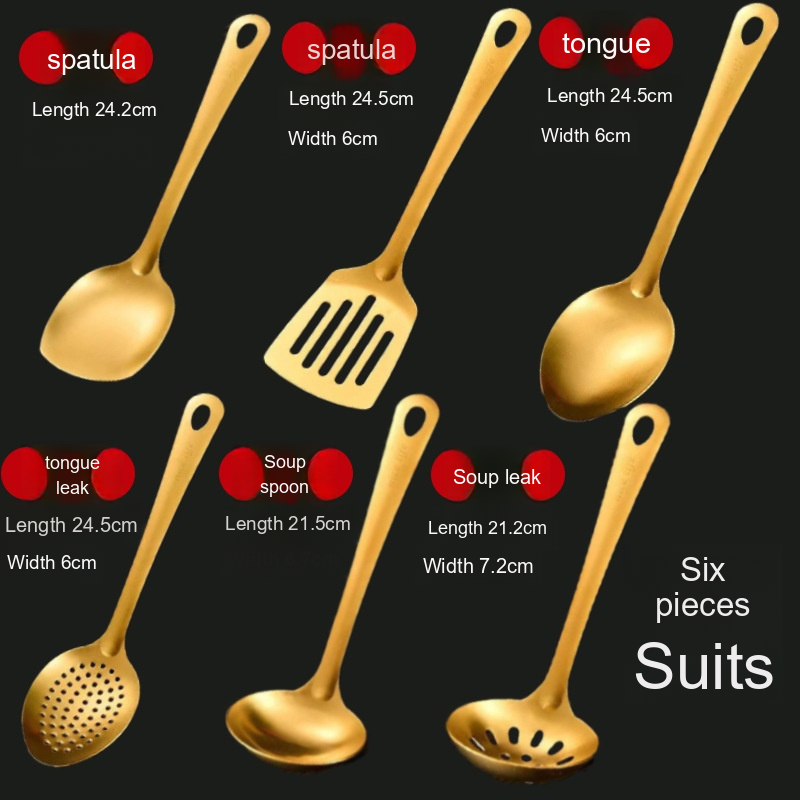 spatula
Length 24.2cm
spatula
Length 24.5cm
Width 6cm
tongue
Length 24.5cm
Width 6cm
tongue
leak
Length 24.5cm
Width 6cm
Soup
spoon
Length 21.5cm
Soup leak
Length 21.2cm
Width 7.2cm
Six
pieces
Suits